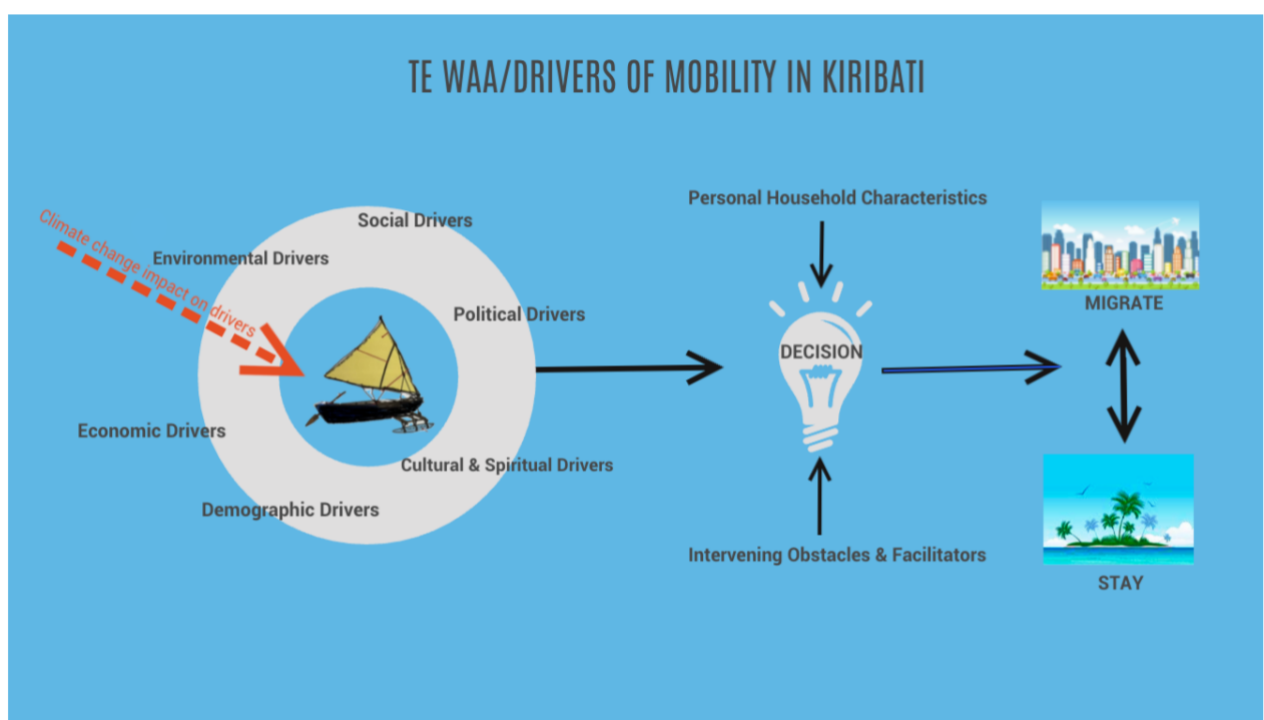 TE WAA/DRIVERS OF MOBILITY IN KIRIBATI
Climate change impact on drivers
Social Drivers
Environmental Drivers
Political Drivers
Economic Drivers
Cultural & Spiritual Drivers
Demographic Drivers
Personal Household Characteristics
DECISION
Intervening Obstacles & Facilitators
MIGRATE
STAY